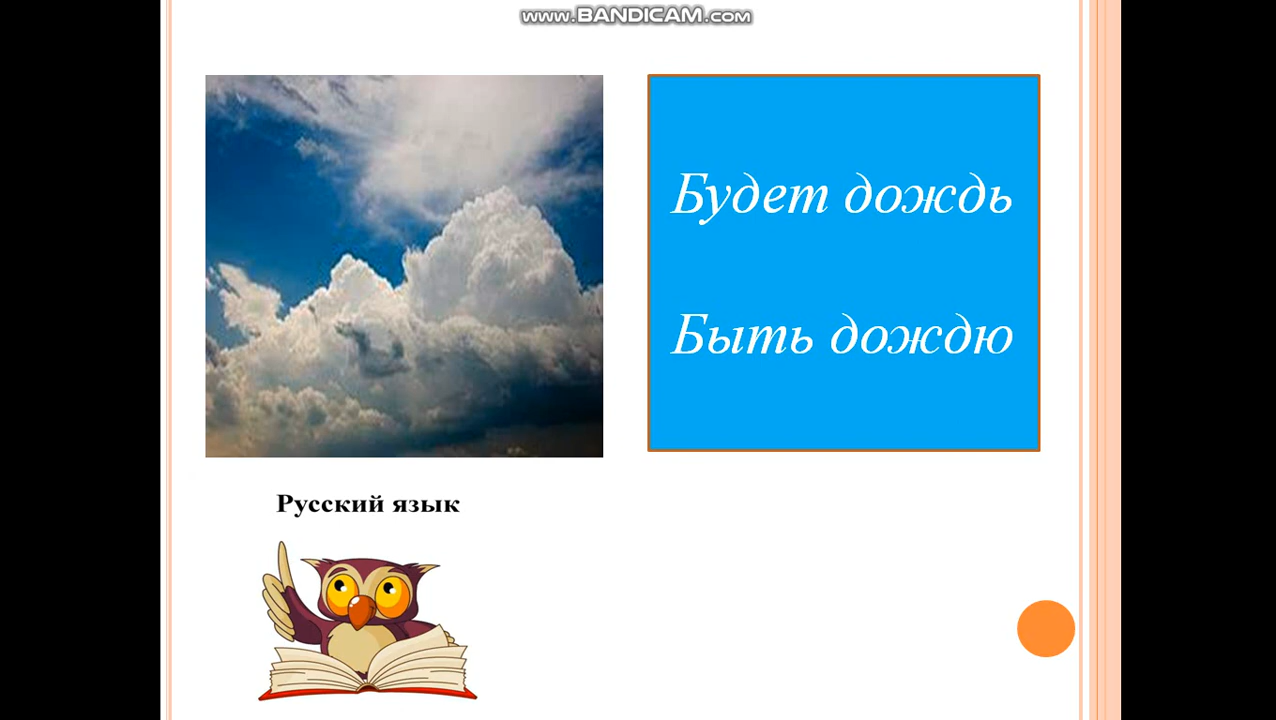 www.BANDICAM.com
Будет дождь
Быть дождю
Русский язык